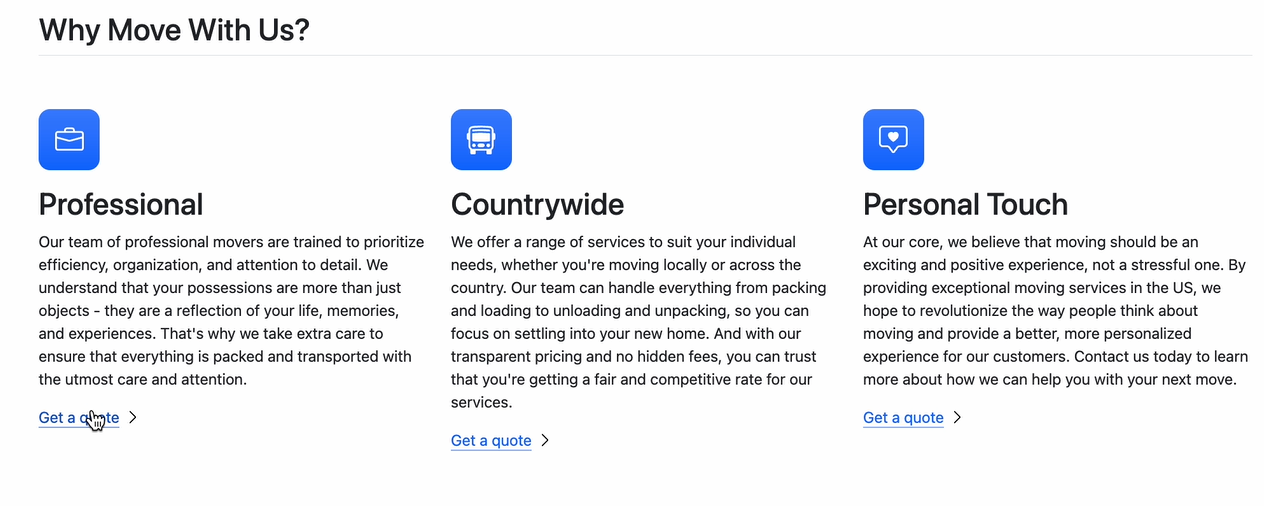 Why Move With Us?
Professional
Our team of professional movers are trained to prioritize
efficiency, organization, and attention to detail. We
understand that your possessions are more than just
objects - they are a reflection of your life, memories,
and experiences. That's why we take extra care to
ensure that everything is packed and transported with
the utmost care and attention.
Get a quote
Countrywide
We offer a range of services to suit your individual
needs, whether you're moving locally or across the
country. Our team can handle everything from packing
and loading to unloading and unpacking, so you can
focus on settling into your new home. And with our
transparent pricing and no hidden fees, you can trust
that you're getting a fair and competitive rate for our
services.
Get a quote
Personal Touch
At our core, we believe that moving should be an
exciting and positive experience, not a stressful one. By
providing exceptional moving services in the US, we
hope to revolutionize the way people think about
moving and provide a better, more personalized
experience for our customers. Contact us today to learn
more about how we can help you with your next move.
Get a quote